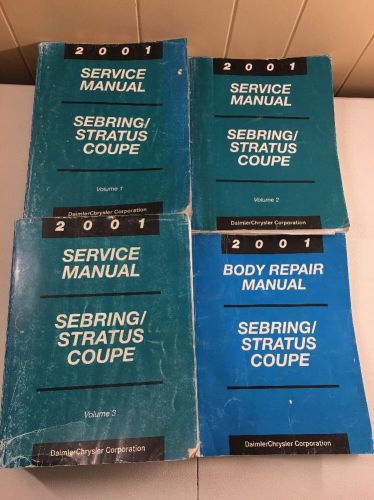 2001
SERVICE
MANUAL
SEBRING/
STRATUS
COUPE
Volume 1
DaimlerChrysler Corporation
2001
SERVICE
MANUAL
SEBRING/
STRATUS
COUPE
Volume 2
DaimlerChrysler Corporation
2001
SERVICE
MANUAL
SEBRING/
STRATUS
COUPE
Volume 3
DaimlerChrysler Corporation
2001
BODY REPAIR
MANUAL
SEBRING/
STRATUS
COUPE
DaimlerChrysler Corporation